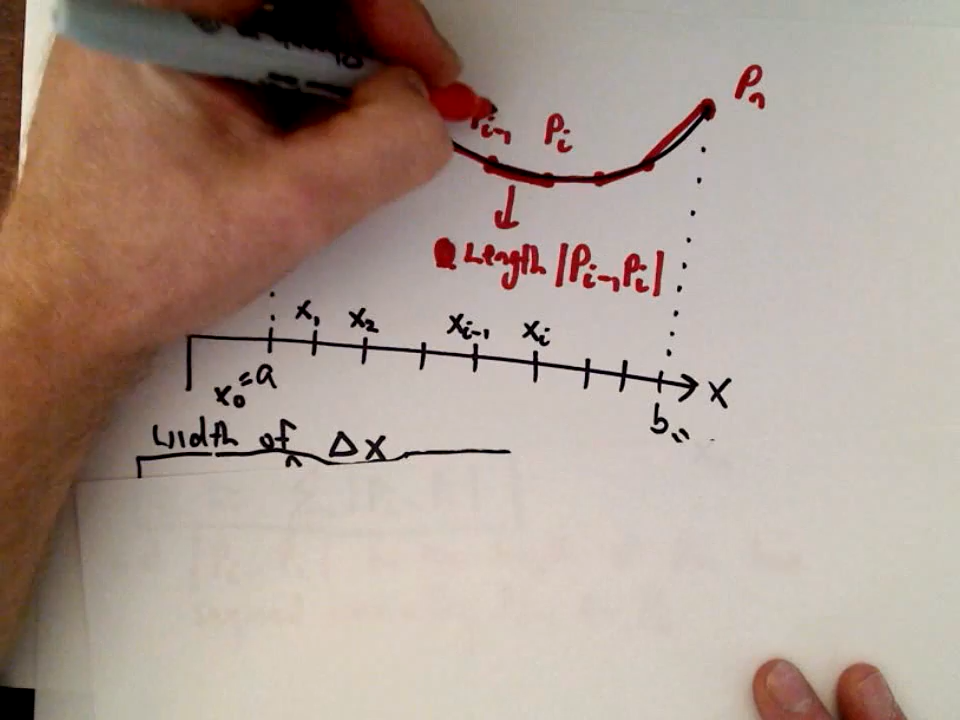 Pₙ
Pᵢ₋₁ Pᵢ
Length |Pᵢ₋₁Pᵢ|
x₁ x₂ xᵢ₋₁ xᵢ
x₀ = a b X
width of Δx